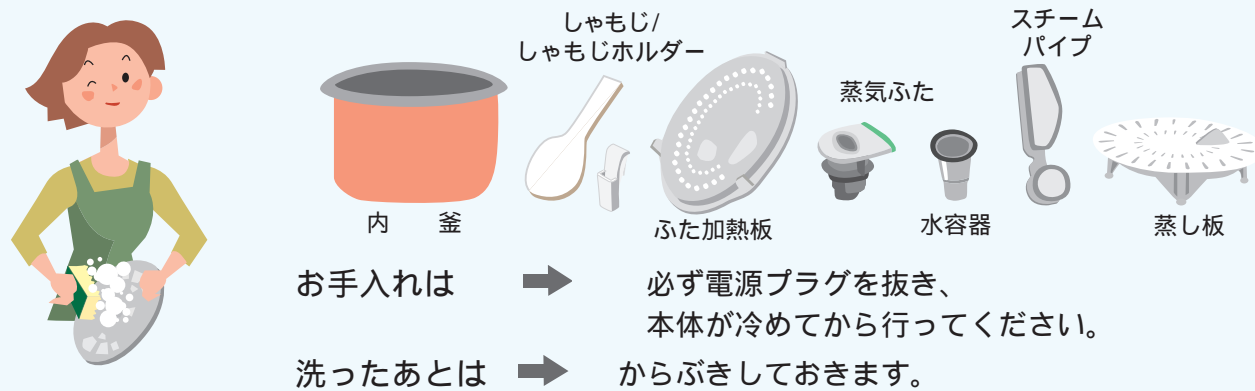 しゃもじ/
しゃもじホルダー
スチーム
パイプ
蒸気ふた
内　釜
ふた加熱板
水容器
蒸し板
お手入れは ➡ 必ず電源プラグを抜き、
本体が冷めてから行ってください。
洗ったあとは ➡ からぶきしておきます。